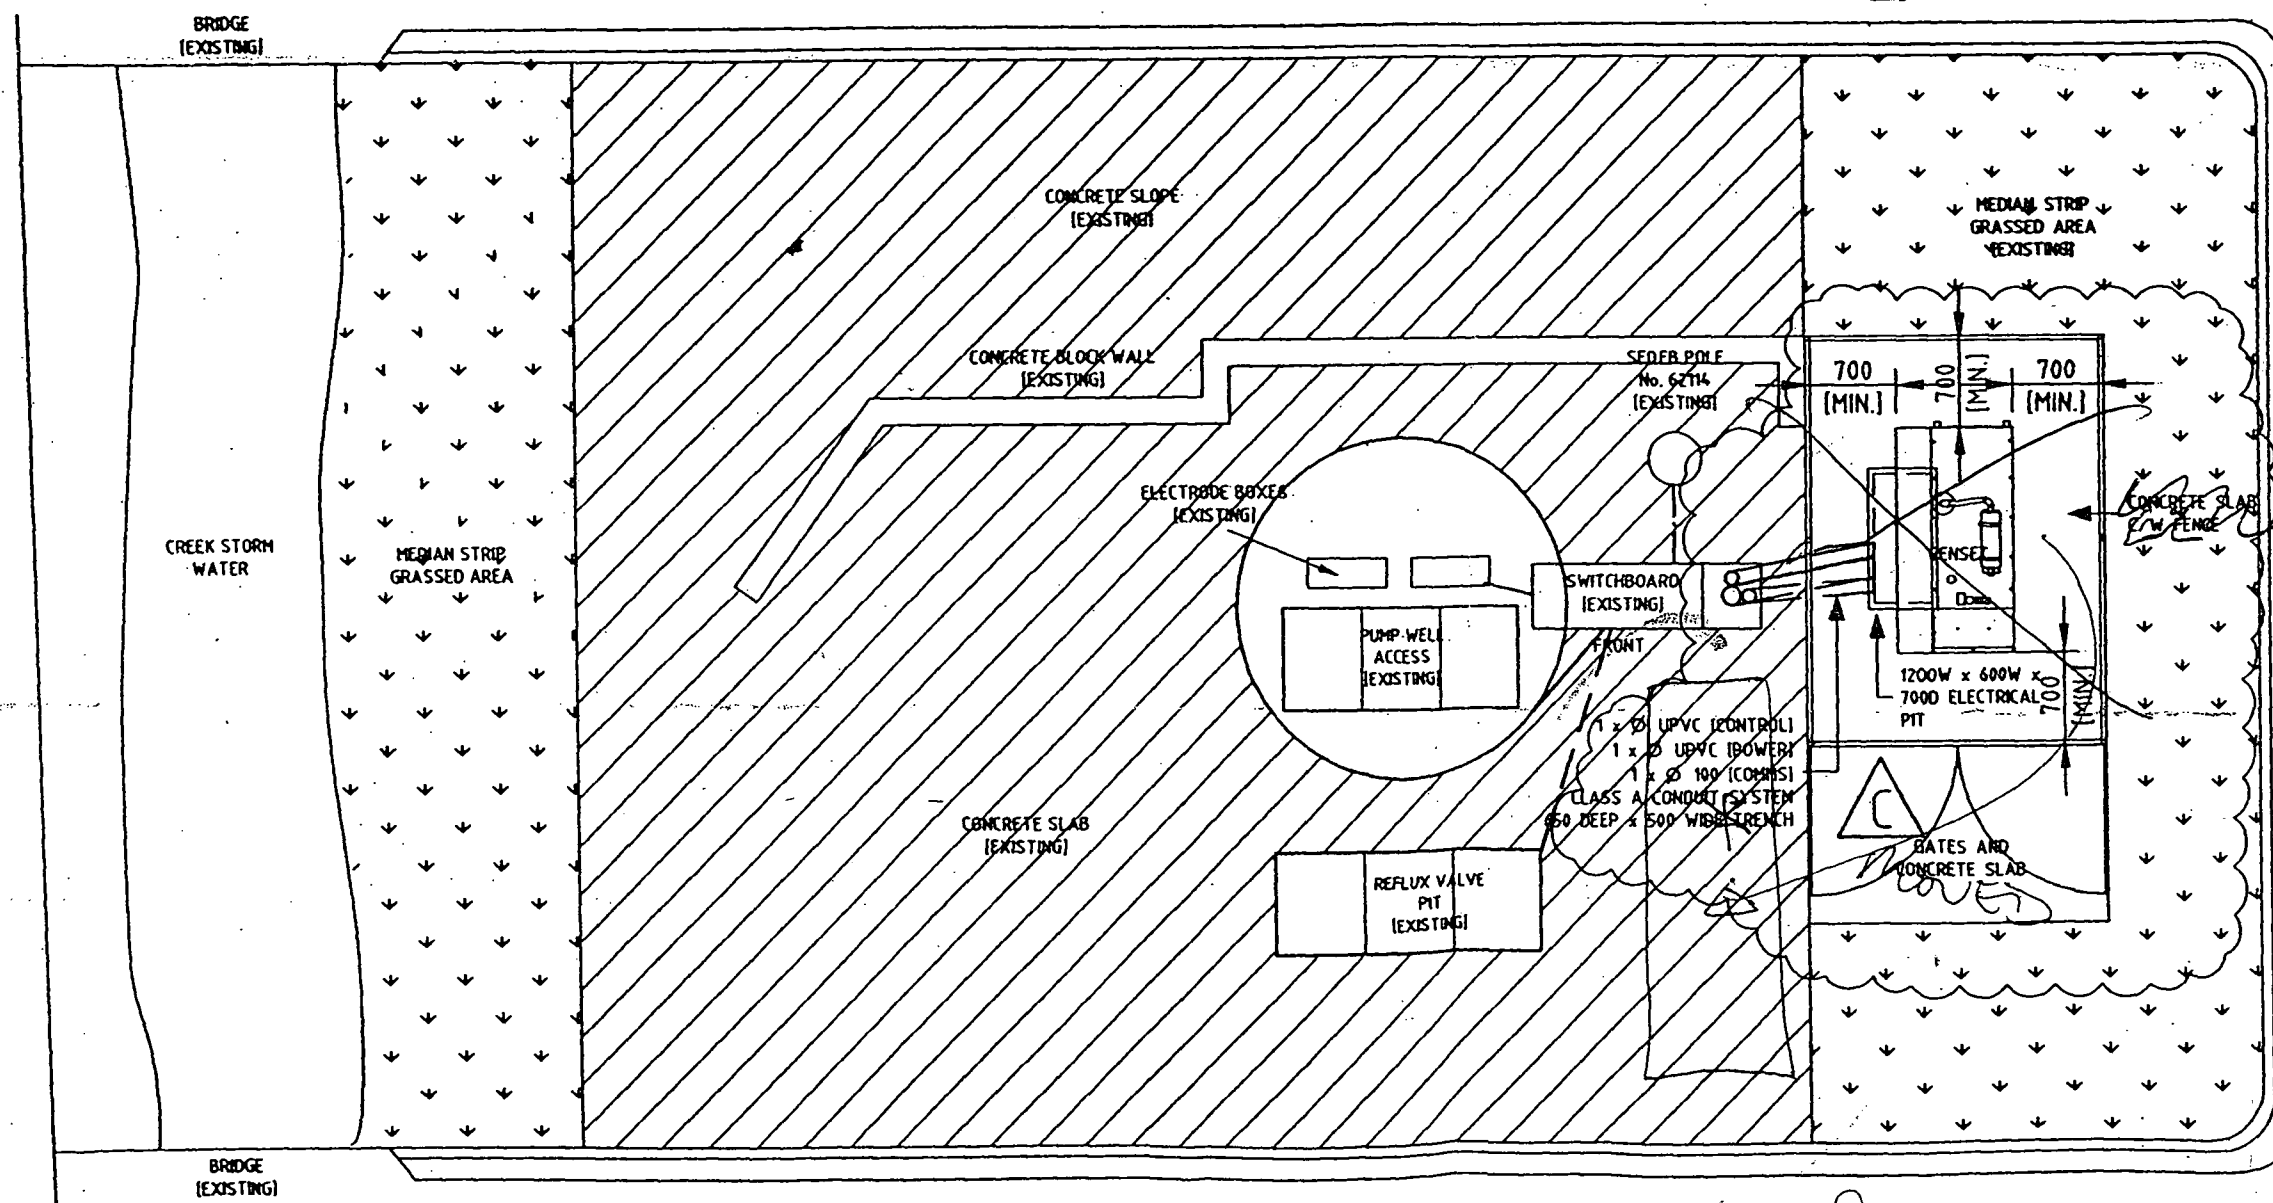 BRIDGE
[EXISTING]
CONCRETE SLOPE
[EXISTING]
MEDIAN STRIP
GRASSED AREA
[EXISTING]
CONCRETE BLOCK WALL
[EXISTING]
SEQEB POLE
No. 62114
[EXISTING]
700
[MIN.]
700
[MIN.]
700
[MIN.]
ELECTRODE BOXES
[EXISTING]
CONCRETE SLAB
C/W FENCE
CREEK STORM
WATER
MEDIAN STRIP
GRASSED AREA
GENSET
SWITCHBOARD
[EXISTING]
FRONT
PUMP WELL
ACCESS
[EXISTING]
1200W x 600W x
700D ELECTRICAL
PIT
700
[MIN.]
1 x Ø UPVC [CONTROL]
1 x Ø UPVC [POWER]
1 x Ø 100 [COMMS]
CLASS A CONDUIT SYSTEM
650 DEEP x 500 WIDE TRENCH
C
CONCRETE SLAB
[EXISTING]
GATES AND
CONCRETE SLAB
MOVED
REFLUX VALVE
PIT
[EXISTING]
BRIDGE
[EXISTING]